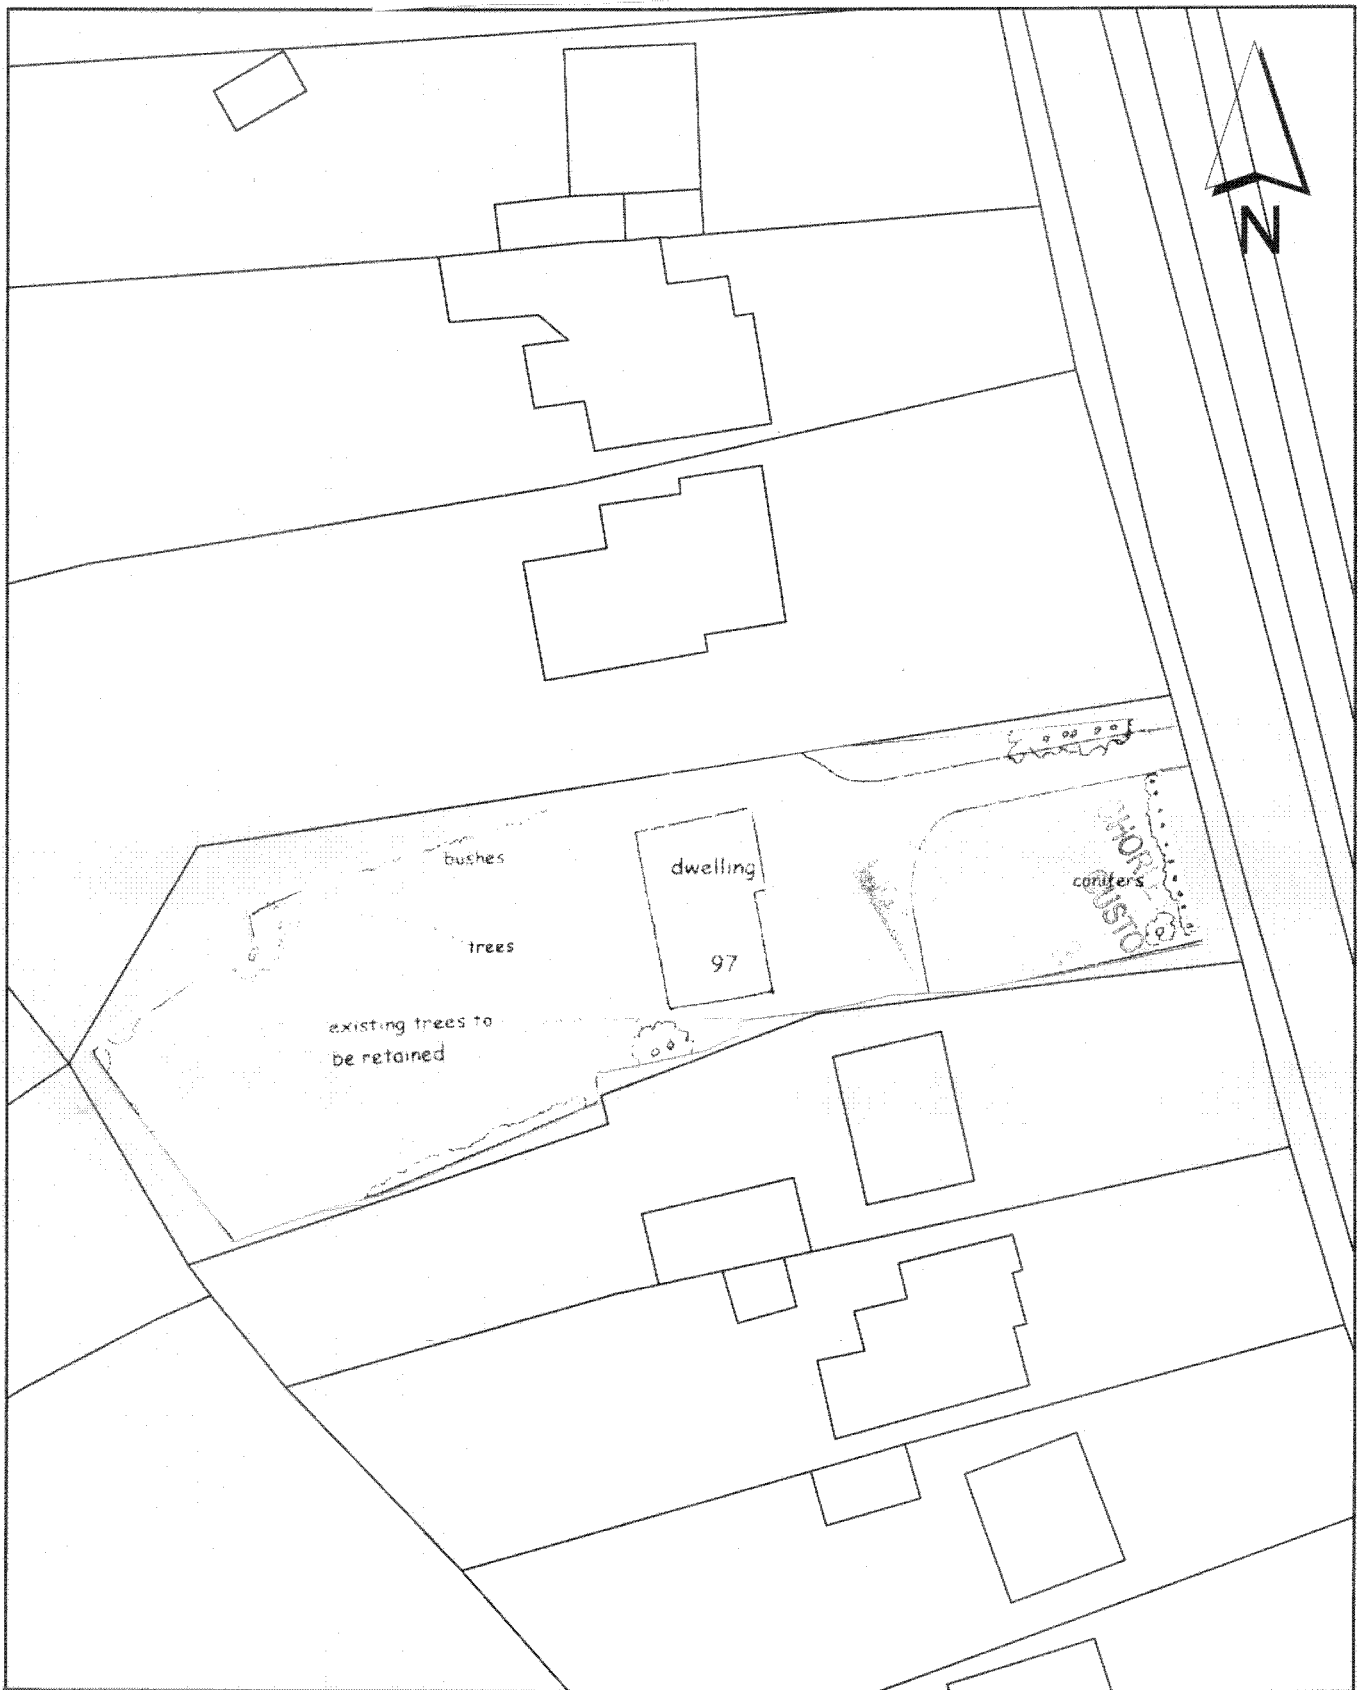 N
bushes
dwelling
conifers
trees
97
existing trees to
be retained